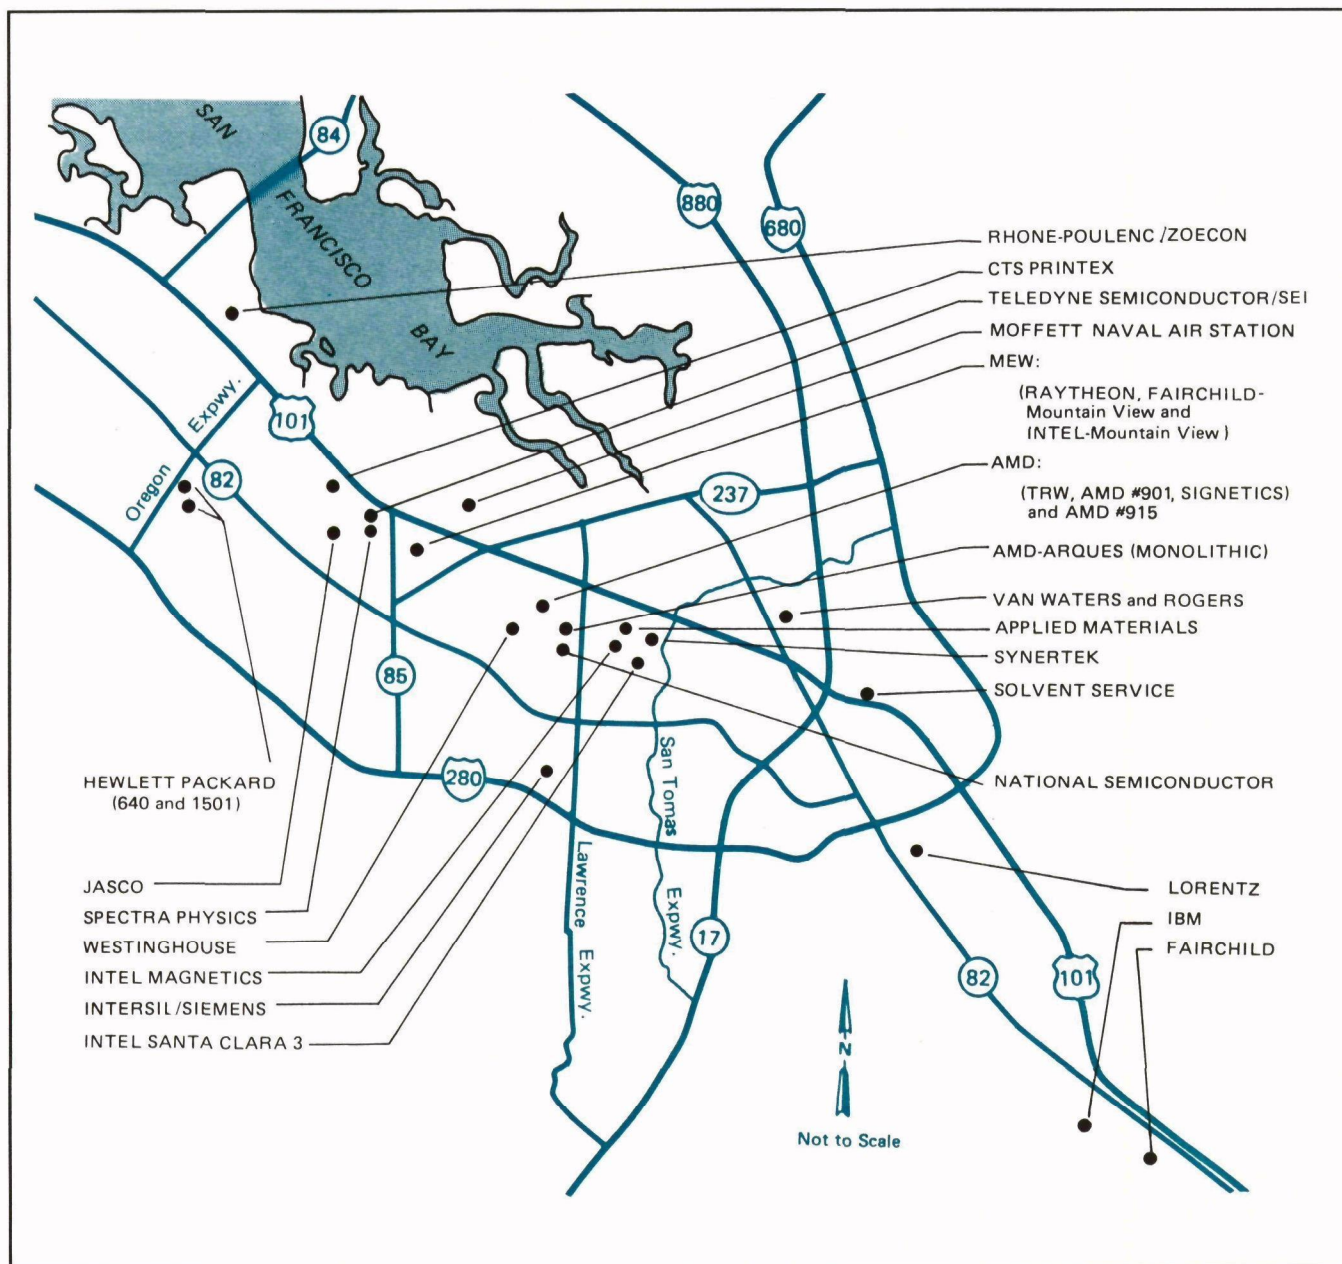 SAN
FRANCISCO
BAY
84
880
680
101
Oregon Expwy.
82
237
85
280
San Tomas Expwy.
Lawrence Expwy.
17
82
101
RHONE-POULENC /ZOECON
CTS PRINTEX
TELEDYNE SEMICONDUCTOR/SEI
MOFFETT NAVAL AIR STATION
MEW:
(RAYTHEON, FAIRCHILD-
Mountain View and
INTEL-Mountain View)
AMD:
(TRW, AMD #901, SIGNETICS)
and AMD #915
AMD-ARQUES (MONOLITHIC)
VAN WATERS and ROGERS
APPLIED MATERIALS
SYNERTEK
SOLVENT SERVICE
NATIONAL SEMICONDUCTOR
LORENTZ
IBM
FAIRCHILD
HEWLETT PACKARD
(640 and 1501)
JASCO
SPECTRA PHYSICS
WESTINGHOUSE
INTEL MAGNETICS
INTERSIL/SIEMENS
INTEL SANTA CLARA 3
N
Not to Scale